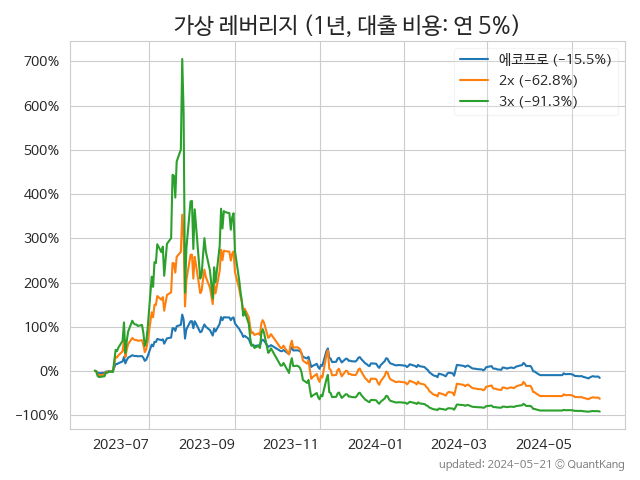 가상 레버리지 (1년, 대출 비용: 연 5%)
에코프로 (-15.5%)
2x (-62.8%)
3x (-91.3%)
700%
600%
500%
400%
300%
200%
100%
0%
-100%
2023-07 2023-09 2023-11 2024-01 2024-03 2024-05
updated: 2024-05-21 © QuantKang